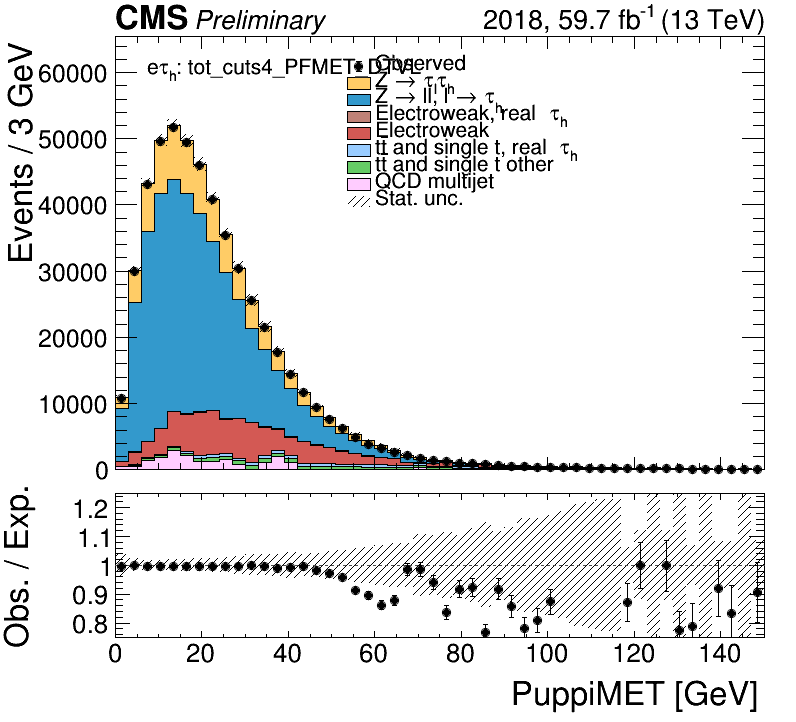 CMS Preliminary 2018, 59.7 fb⁻¹ (13 TeV)
Events / 3 GeV
60000
50000
40000
30000
20000
10000
0
eτₕ: tot_cuts4_PFMET_DTVL
Observed
Z → τₗτₕ
Z → ll, l → τₕ
Electroweak, real τₕ
Electroweak
tt̄ and single t, real τₕ
tt̄ and single t other
QCD multijet
Stat. unc.
Obs. / Exp.
1.2
1.1
1
0.9
0.8
0 20 40 60 80 100 120 140
PuppiMET [GeV]